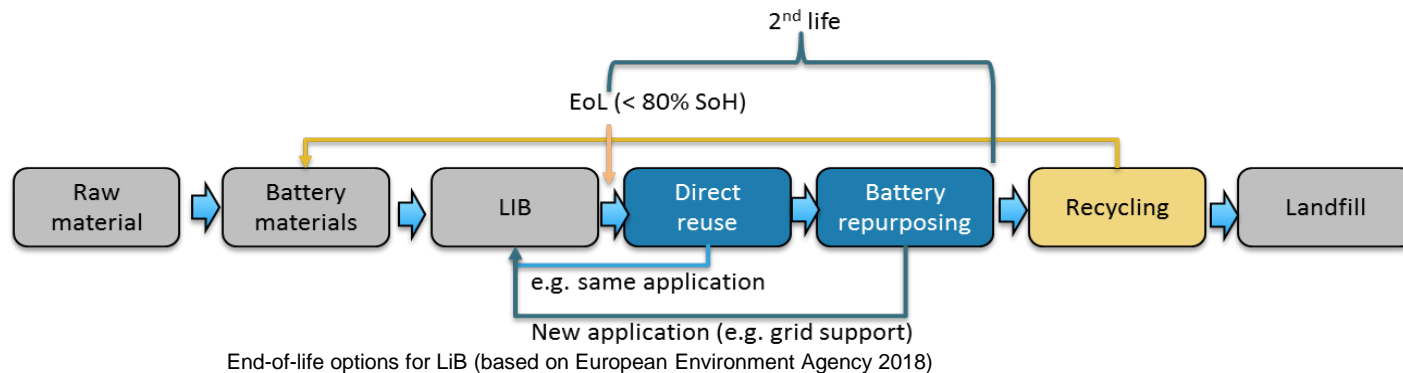 2nd life
EoL (< 80% SoH)
Raw
material
Battery
materials
LIB
Direct
reuse
Battery
repurposing
Recycling
Landfill
e.g. same application
New application (e.g. grid support)
End-of-life options for LiB (based on European Environment Agency 2018)